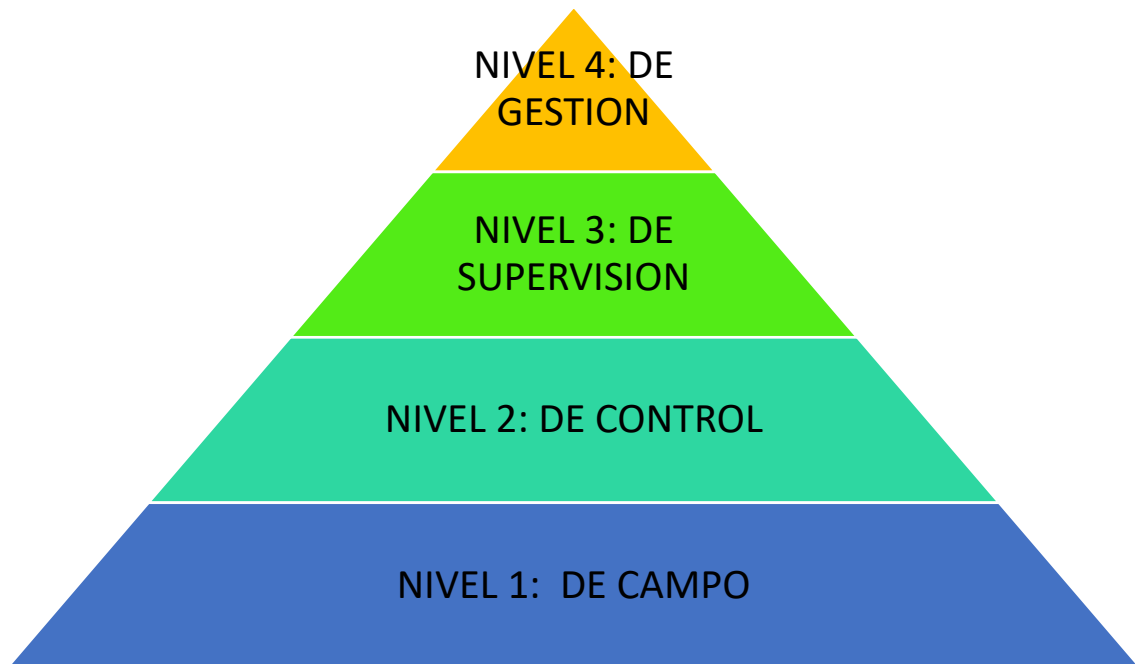 NIVEL 4: DE
GESTION
NIVEL 3: DE
SUPERVISION
NIVEL 2: DE CONTROL
NIVEL 1:  DE CAMPO